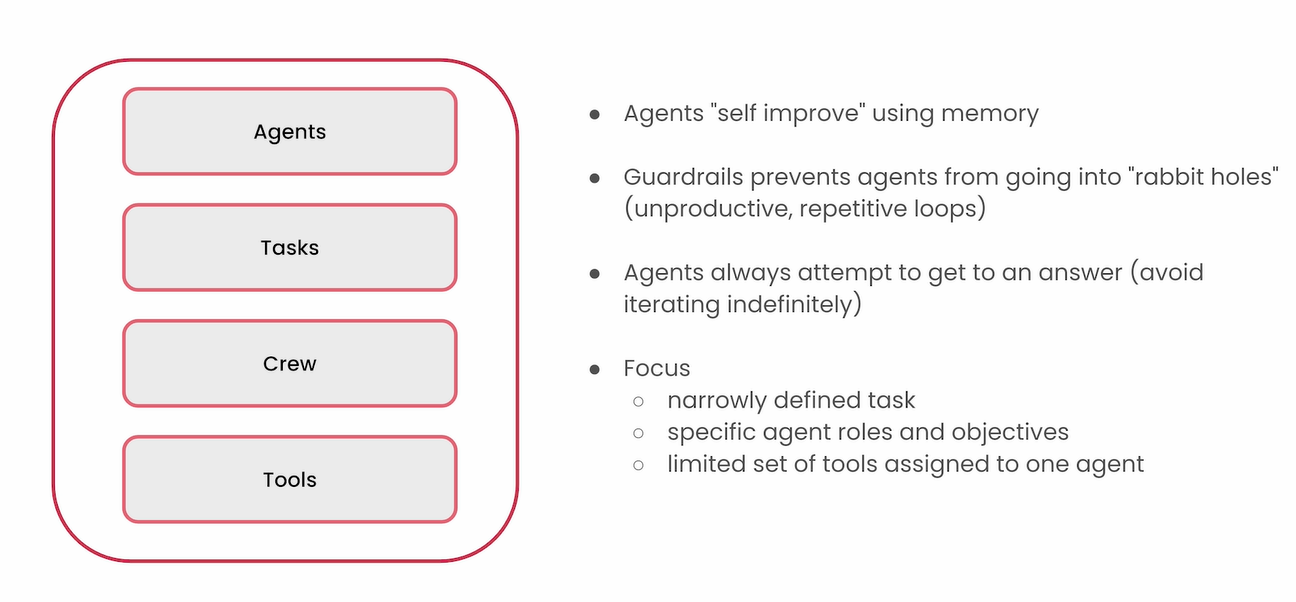 Agents
Tasks
Crew
Tools
● Agents "self improve" using memory
● Guardrails prevents agents from going into "rabbit holes"
(unproductive, repetitive loops)
● Agents always attempt to get to an answer (avoid
iterating indefinitely)
● Focus
○ narrowly defined task
○ specific agent roles and objectives
○ limited set of tools assigned to one agent